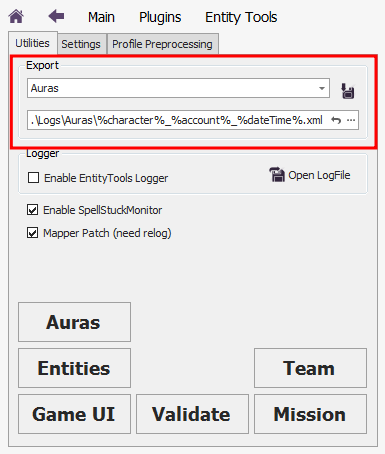 Main Plugins Entity Tools
Utilities Settings Profile Preprocessing
Export
Auras
.\Logs\Auras\%character%_%account%_%dateTime%.xml
Logger
Enable EntityTools Logger Open LogFile
Enable SpellStuckMonitor
Mapper Patch (need relog)
Auras
Entities Team
Game UI Validate Mission